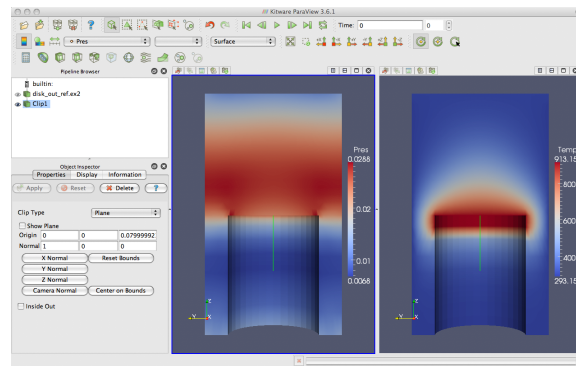 Kitware ParaView 3.6.1
Time: 0
0
Pres
Surface
Pipeline Browser
builtin:
disk_out_ref.ex2
Clip1
Object Inspector
Properties Display Information
Apply Reset Delete ?
Clip Type Plane
Show Plane
Origin 0 0 0.07999992
Normal 1 0 0
X Normal Reset Bounds
Y Normal
Z Normal
Camera Normal Center on Bounds
Inside Out
Pres
0.0288
0.02
0.01
0.0068
Z
Y X
Temp
913.15
800
600
400
293.15
Z
Y X